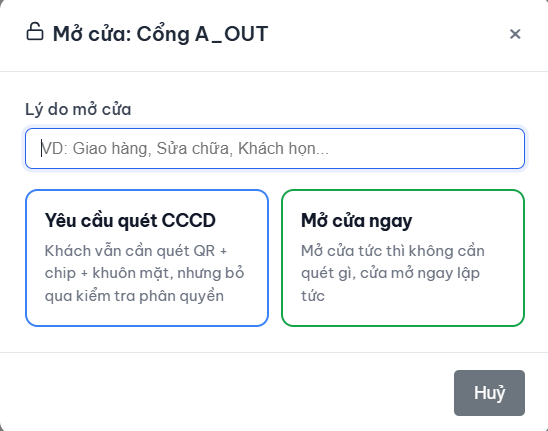 Mở cửa: Cổng A_OUT
×
Lý do mở cửa
VD: Giao hàng, Sửa chữa, Khách họn...
Yêu cầu quét CCCD
Khách vẫn cần quét QR +
chip + khuôn mặt, nhưng bỏ
qua kiểm tra phân quyền
Mở cửa ngay
Mở cửa tức thì không cần
quét gì, cửa mở ngay lập
tức
Huỷ